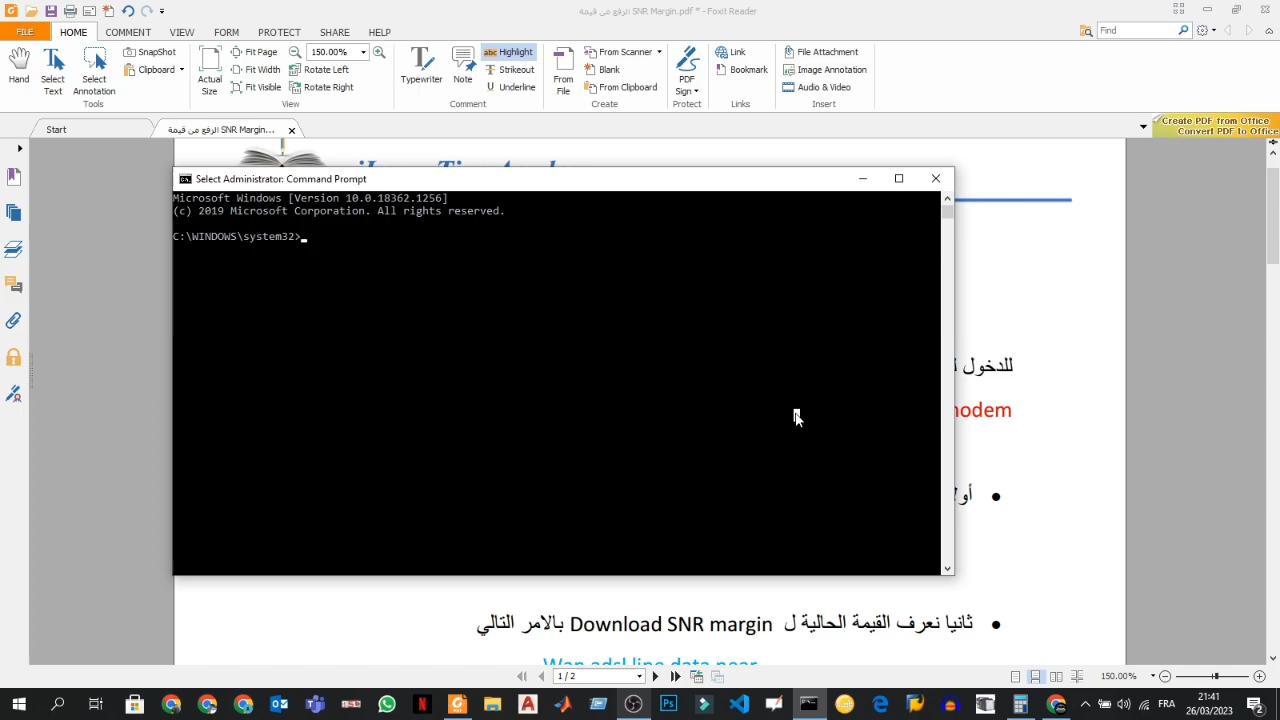 الرفع من قيمة SNR Margin.pdf * - Foxit Reader
FILE HOME COMMENT VIEW FORM PROTECT SHARE HELP
Find
SnapShot
Clipboard
Hand
Select Text
Select Annotation
Tools
Actual Size
Fit Page
Fit Width
Fit Visible
150.00%
Rotate Left
Rotate Right
View
Typewriter
Note
abc Highlight
Strikeout
U Underline
Comment
From File
From Scanner
Blank
From Clipboard
Create
PDF Sign
Protect
Link
Bookmark
Links
File Attachment
Image Annotation
Audio & Video
Insert
Start
الرفع من قيمة SNR Margin...
Create PDF from Office
Convert PDF to Office
Select Administrator: Command Prompt
Microsoft Windows [Version 10.0.18362.1256]
(c) 2019 Microsoft Corporation. All rights reserved.
C:\WINDOWS\system32>
للدخول
modem
ثانيا نعرف القيمة الحالية ل Download SNR margin بالامر التالي
Wan adsl line data near
1 / 2
150.00%
FRA
21:41
26/03/2023